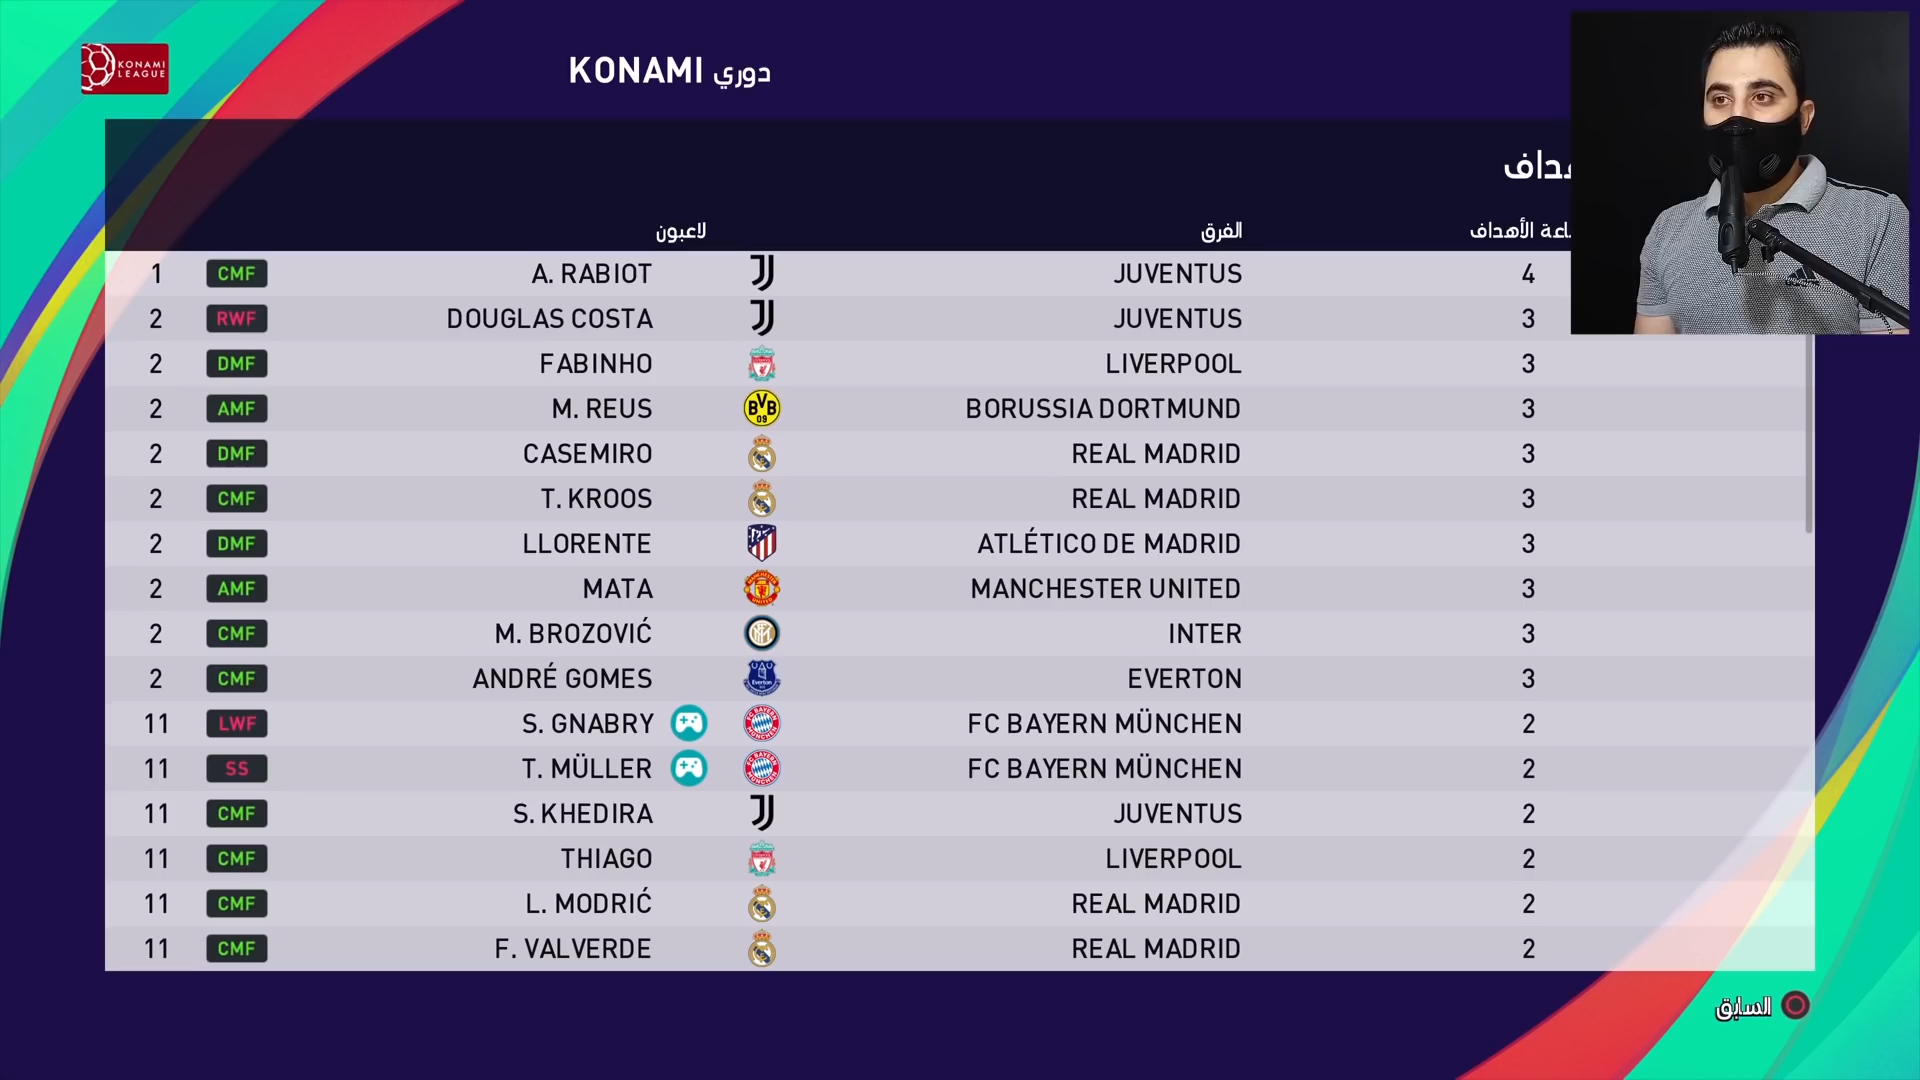 KONAMI
LEAGUE
دوري KONAMI
لاعبون الفرق الأهداف
1 CMF A. RABIOT JUVENTUS 4
2 RWF DOUGLAS COSTA JUVENTUS 3
2 DMF FABINHO LIVERPOOL 3
2 AMF M. REUS BVB 09 BORUSSIA DORTMUND 3
2 DMF CASEMIRO REAL MADRID 3
2 CMF T. KROOS REAL MADRID 3
2 DMF LLORENTE ATLÉTICO DE MADRID 3
2 AMF MATA MANCHESTER UNITED 3
2 CMF M. BROZOVIĆ INTER 3
2 CMF ANDRÉ GOMES Everton EVERTON 3
11 LWF S. GNABRY FC BAYERN MÜNCHEN 2
11 SS T. MÜLLER FC BAYERN MÜNCHEN 2
11 CMF S. KHEDIRA JUVENTUS 2
11 CMF THIAGO LIVERPOOL 2
11 CMF L. MODRIĆ REAL MADRID 2
11 CMF F. VALVERDE REAL MADRID 2
السابق